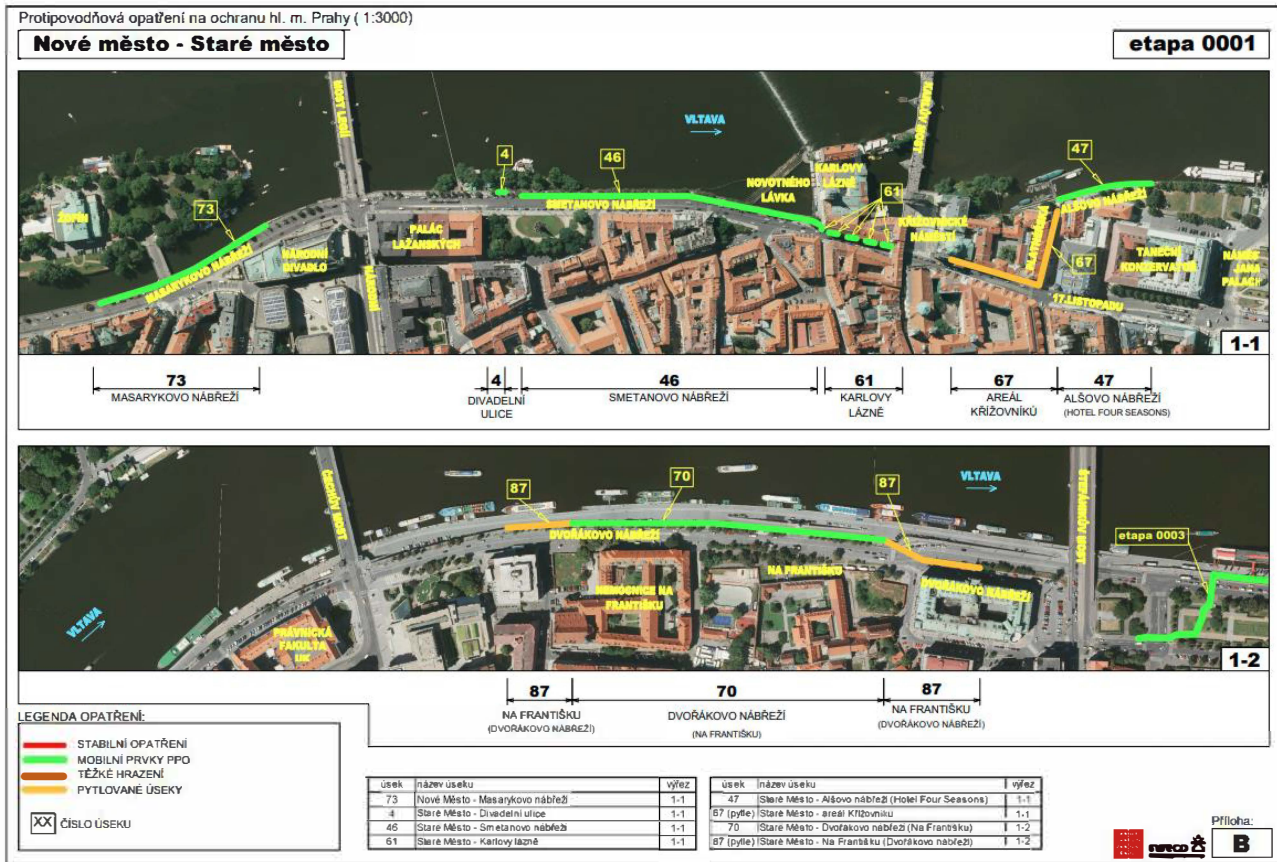 Protipovodňová opatření na ochranu hl. m. Prahy ( 1:3000)
Nové město - Staré město
etapa 0001
MOST LEGIÍ
KARLŮV MOST
VLTAVA
4
46
47
73
61
67
ŽOFÍN
MASARYKOVO NÁBŘEŽÍ
NÁRODNÍ
DIVADLO
NÁRODNÍ
PALÁC
LAŽANSKÝCH
SMETANOVO NÁBŘEŽÍ
NOVOTNÉHO
LÁVKA
KARLOVY
LÁZNĚ
KŘÍŽOVNICKÉ
NÁMĚSTÍ
PLATNÉŘSKÁ
ALŠOVO NÁBŘEŽÍ
TANEČNÍ
KONZERVATOŘ
17.LISTOPADU
NÁMĚS
JANA
PALACH
1-1
73
MASARYKOVO NÁBŘEŽÍ
4
DIVADELNÍ
ULICE
46
SMETANOVO NÁBŘEŽÍ
61
KARLOVY
LÁZNĚ
67
AREÁL
KŘÍŽOVNÍKŮ
47
ALŠOVO NÁBŘEŽÍ
(HOTEL FOUR SEASONS)
ČECHŮV MOST
ŠTEFÁNIKŮV MOST
VLTAVA
VLTAVA
87
70
87
etapa 0003
DVOŘÁKOVO NÁBŘEŽÍ
NEMOCNICE NA
FRANTIŠKU
NA FRANTIŠKU
DVOŘÁKOVO NÁBŘEŽÍ
PRÁVNICKÁ
FAKULTA
UK
1-2
87
NA FRANTIŠKU
(DVOŘÁKOVO NÁBŘEŽÍ)
70
DVOŘÁKOVO NÁBŘEŽÍ
(NA FRANTIŠKU)
87
NA FRANTIŠKU
(DVOŘÁKOVO NÁBŘEŽÍ)
LEGENDA OPATŘENÍ:
STABILNÍ OPATŘENÍ
MOBILNÍ PRVKY PPO
TĚŽKÉ HRAZENÍ
PYTLOVANÉ ÚSEKY
XX ČÍSLO ÚSEKU
úsek název úseku výřez
73 Nové Město - Masarykovo nábřeží 1-1
4 Staré Město - Divadelní ulice 1-1
46 Staré Město - Smetanovo nábřeží 1-1
61 Staré Město - Karlovy lázně 1-1
úsek název úseku výřez
47 Staré Město - Alšovo nábřeží (Hotel Four Seasons) 1-1
67 (pytle) Staré Město - areál Křížovníků 1-1
70 Staré Město - Dvořákovo nábřeží (Na Františku) 1-2
87 (pytle) Staré Město - Na Františku (Dvořákovo nábřeží) 1-2
Příloha:
B